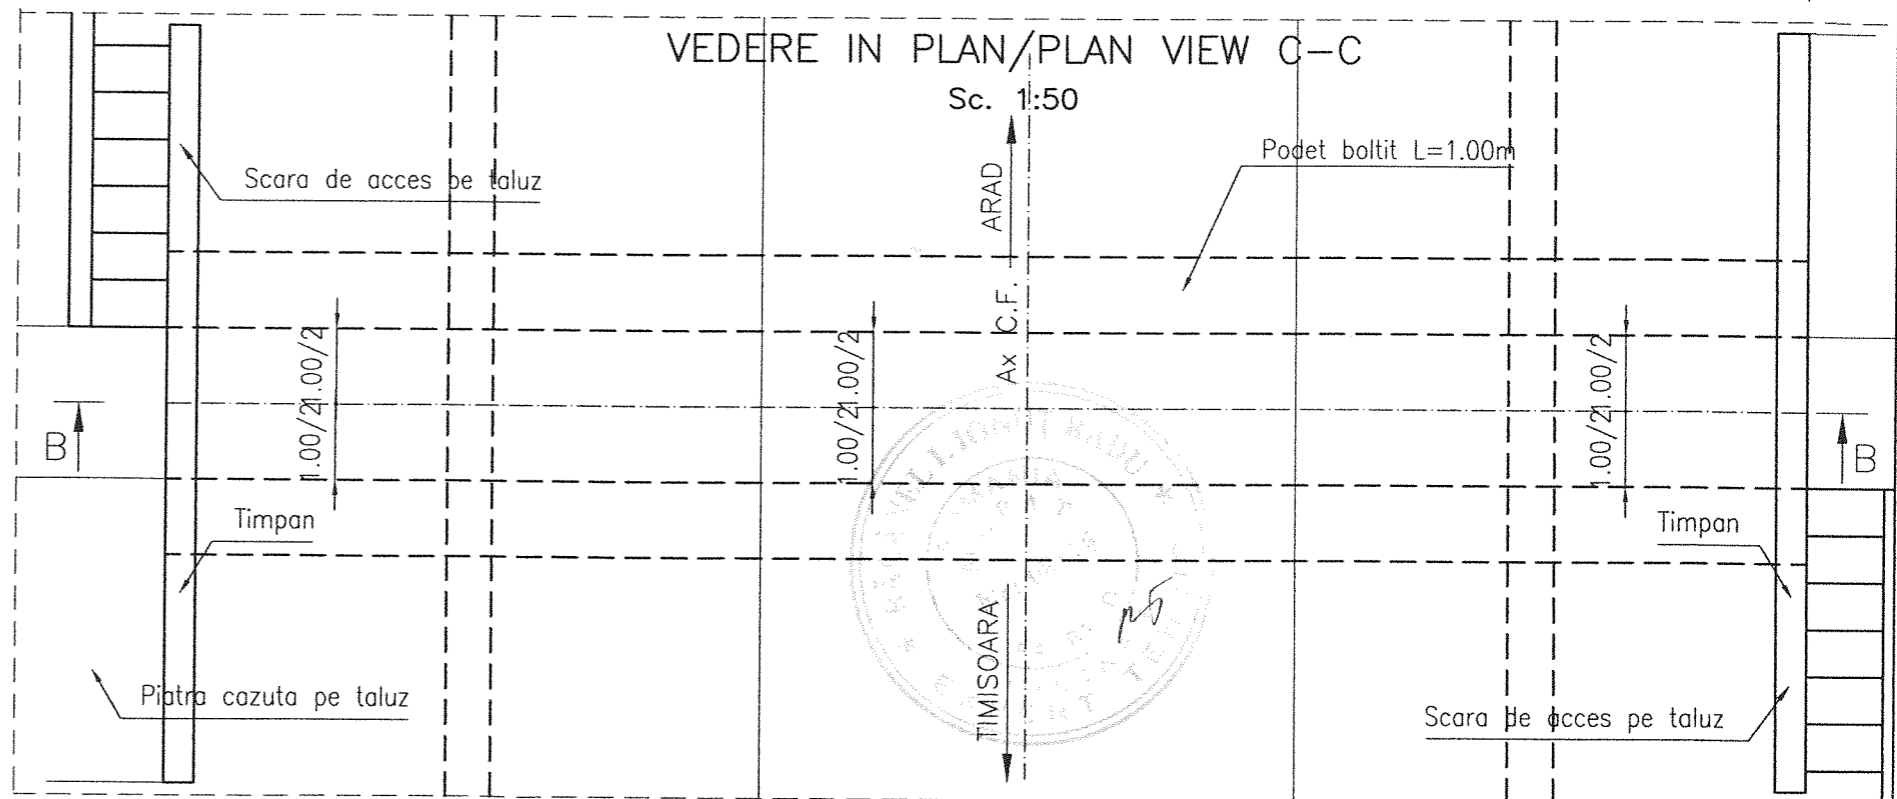 VEDERE IN PLAN/PLAN VIEW C-C
Sc. 1:50
ARAD
Podet boltit L=1.00m
Scara de acces pe taluz
Ax C.F.
1.00/2
1.00/2
1.00/2
1.00/2
1.00/2
1.00/2
B
B
Timpan
Timpan
TIMISOARA
Piatra cazuta pe taluz
Scara de acces pe taluz